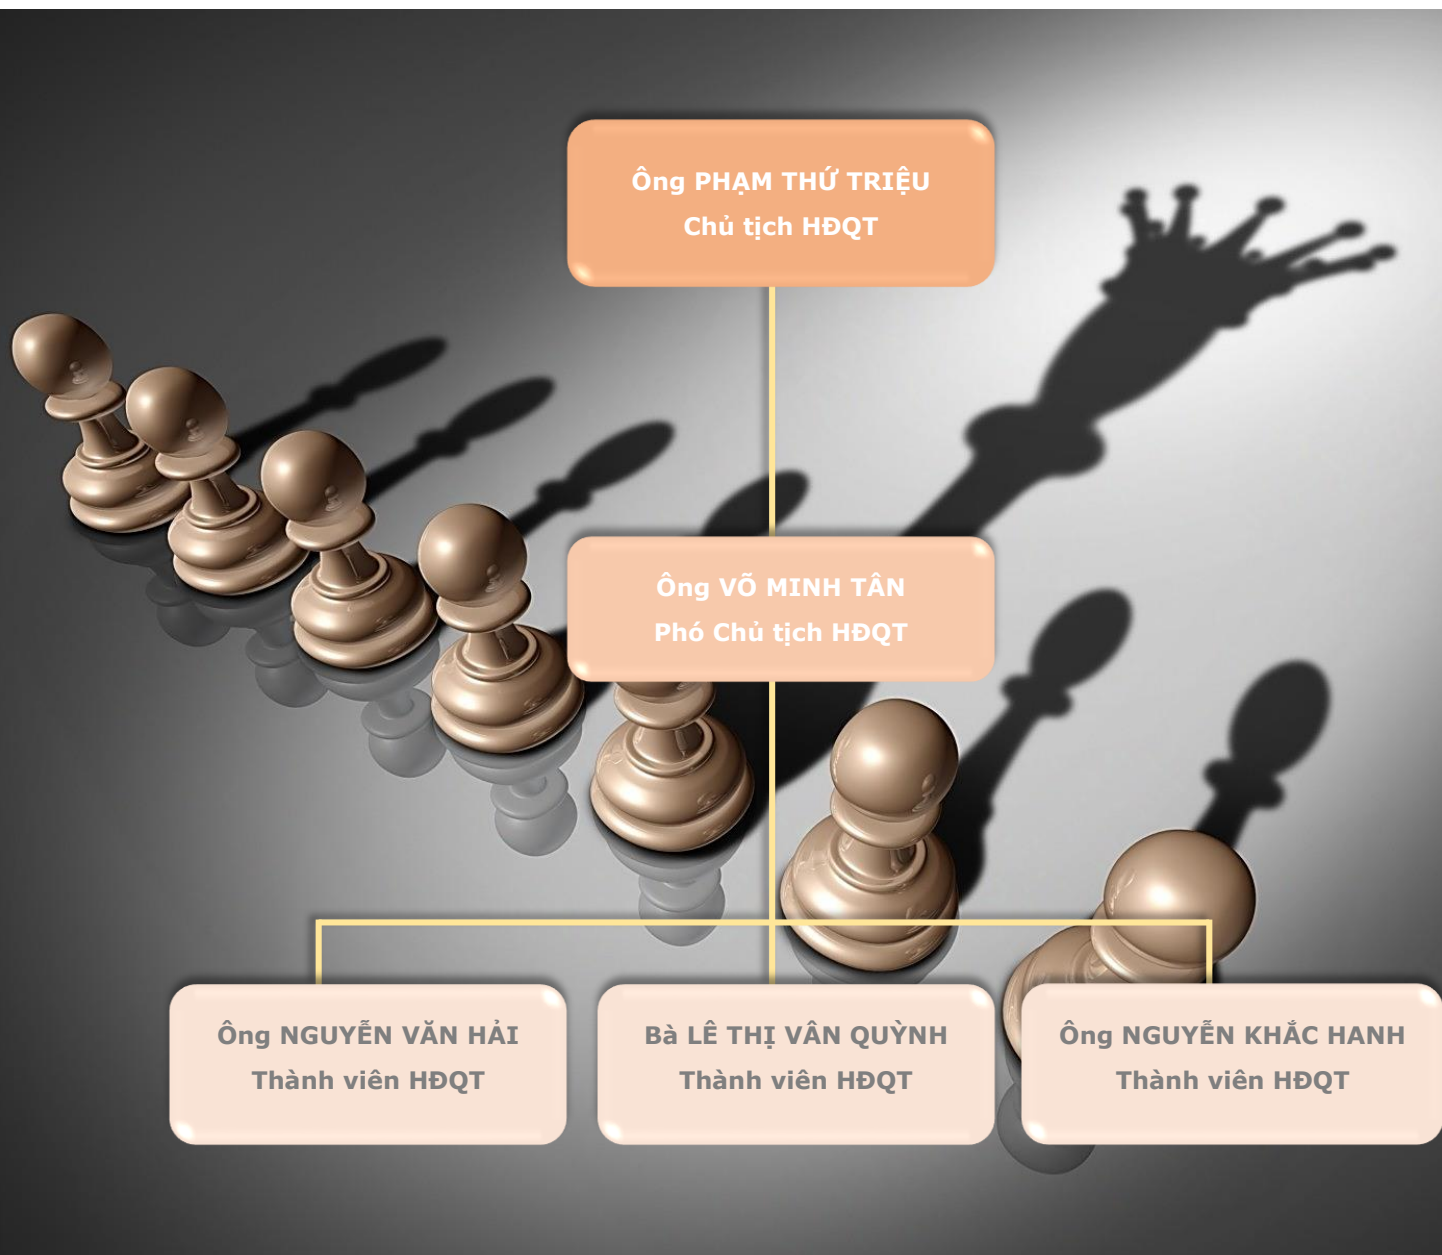 Ông PHẠM THỨ TRIỆU
Chủ tịch HĐQT
Ông VÕ MINH TÂN
Phó Chủ tịch HĐQT
Ông NGUYỄN VĂN HẢI
Thành viên HĐQT
Bà LÊ THỊ VÂN QUỲNH
Thành viên HĐQT
Ông NGUYỄN KHẮC HANH
Thành viên HĐQT